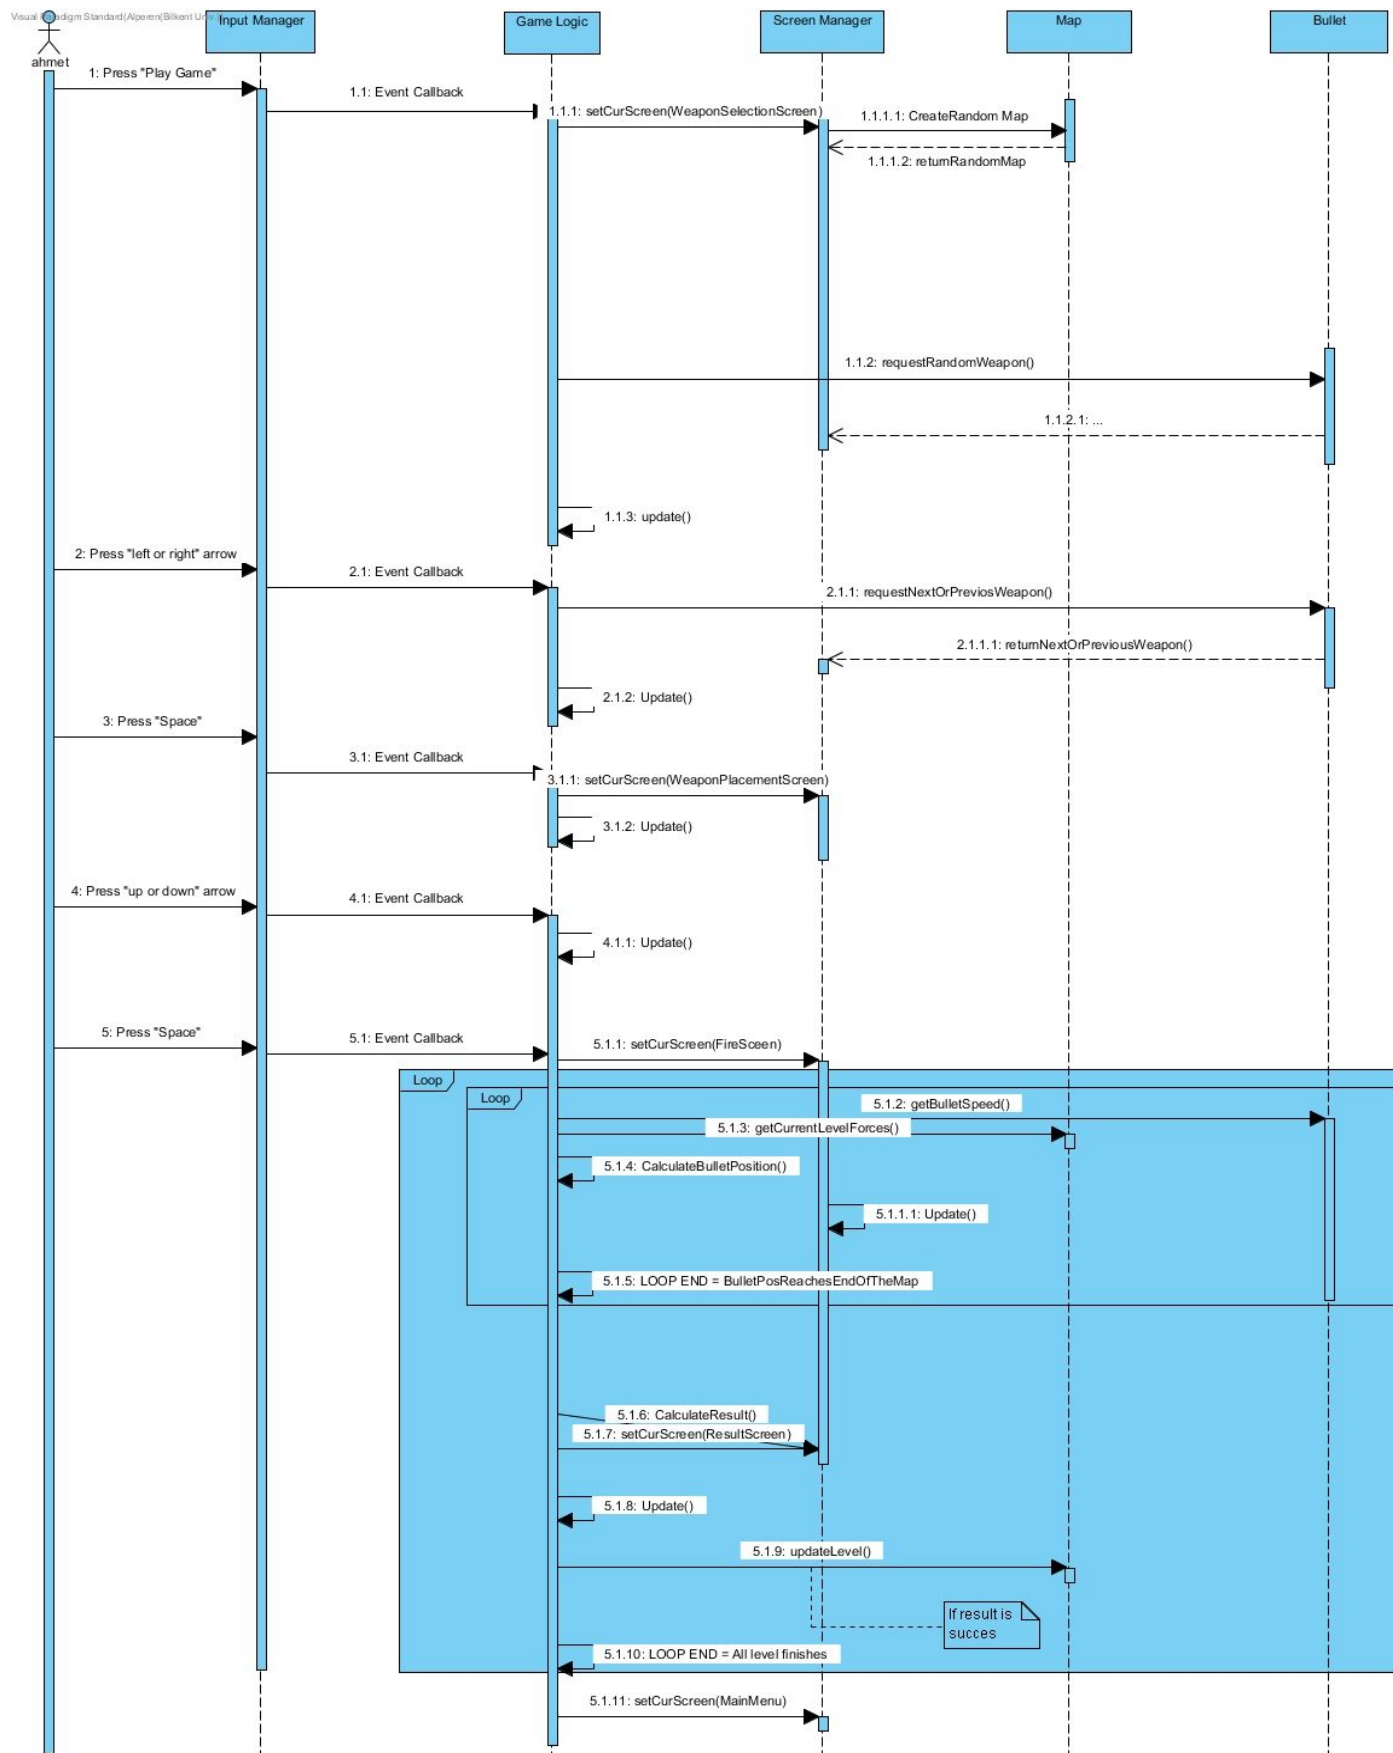 Visual Paradigm Standard(Alperen(Bilkent Univ.
ahmet
Input Manager
Game Logic
Screen Manager
Map
Bullet
1: Press "Play Game"
1.1: Event Callback
1.1.1: setCurScreen(WeaponSelectionScreen)
1.1.1.1: CreateRandom Map
1.1.1.2: returnRandomMap
1.1.2: requestRandomWeapon()
1.1.2.1: ...
1.1.3: update()
2: Press "left or right" arrow
2.1: Event Callback
2.1.1: requestNextOrPreviosWeapon()
2.1.1.1: returnNextOrPreviousWeapon()
2.1.2: Update()
3: Press "Space"
3.1: Event Callback
3.1.1: setCurScreen(WeaponPlacementScreen)
3.1.2: Update()
4: Press "up or down" arrow
4.1: Event Callback
4.1.1: Update()
5: Press "Space"
5.1: Event Callback
5.1.1: setCurScreen(FireSceen)
Loop
Loop
5.1.2: getBulletSpeed()
5.1.3: getCurrentLevelForces()
5.1.4: CalculateBulletPosition()
5.1.1.1: Update()
5.1.5: LOOP END = BulletPosReachesEndOfTheMap
5.1.6: CalculateResult()
5.1.7: setCurScreen(ResultScreen)
5.1.8: Update()
5.1.9: updateLevel()
If result is
succes
5.1.10: LOOP END = All level finishes
5.1.11: setCurScreen(MainMenu)